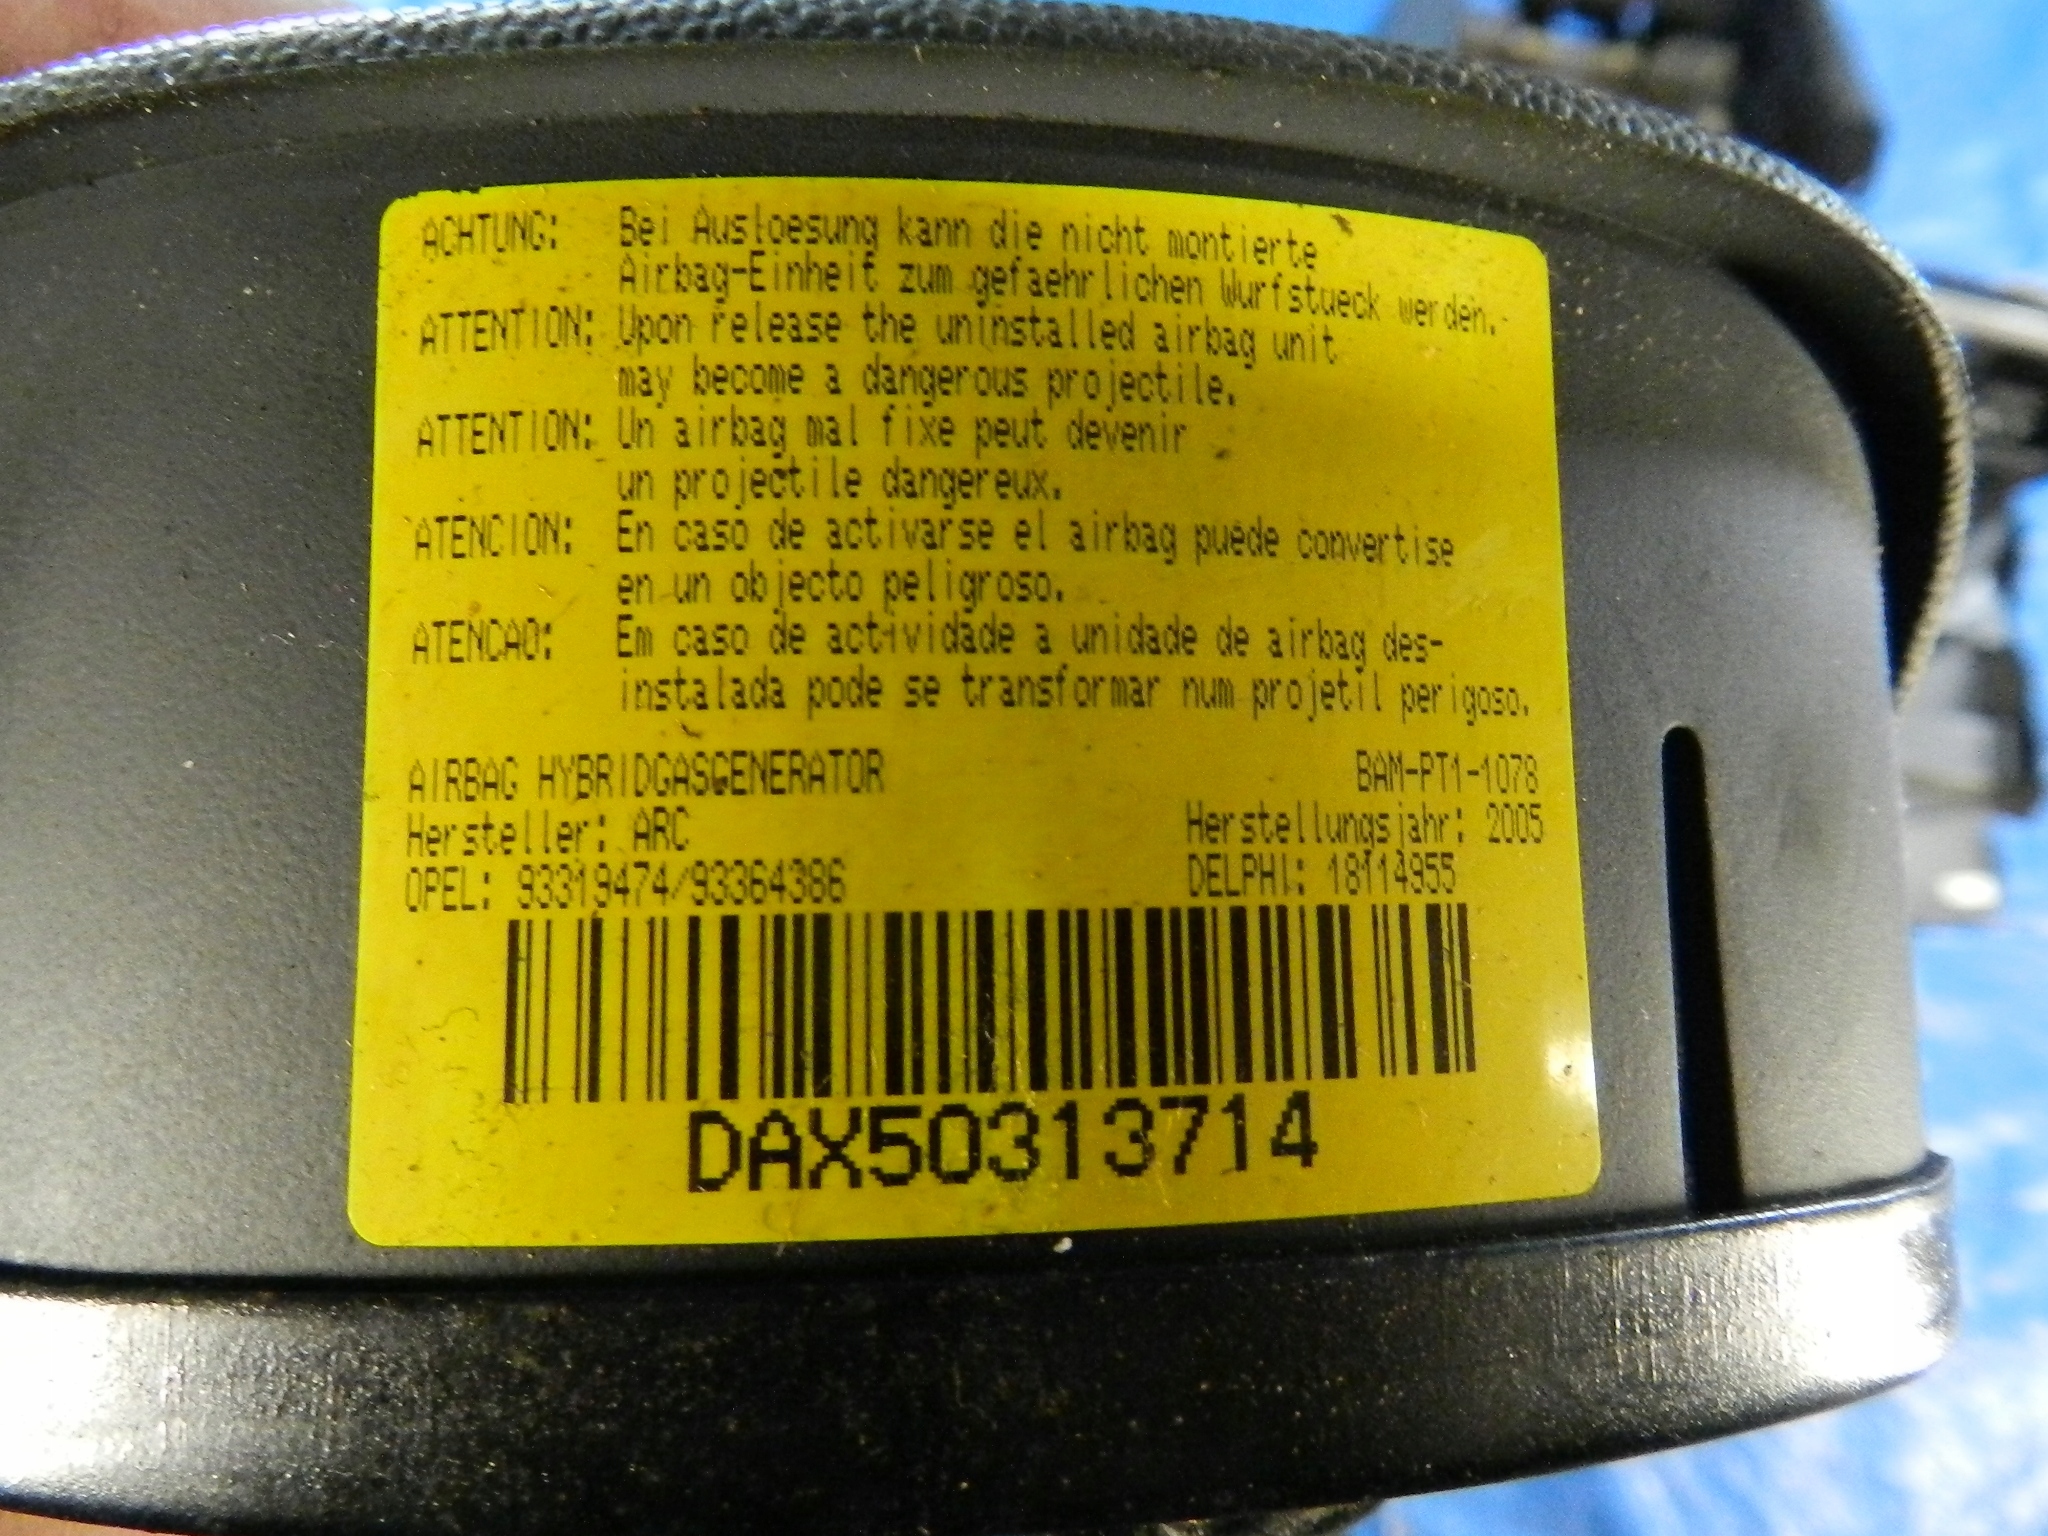 ACHTUNG: Bei Ausloesung kann die nicht montierte
Airbag-Einheit zum gefaehrlichen Wurfstueck werden.
ATTENTION: Upon release the uninstalled airbag unit
may become a dangerous projectile.
ATTENTION: Un airbag mal fixe peut devenir
un projectile dangereux.
ATENCION: En caso de activarse el airbag puede convertise
en un objecto peligroso.
ATENCAO: Em caso de actividade a unidade de airbag des-
instalada pode se transformar num projetil perigoso.
AIRBAG HYBRIDGASGENERATOR BAM-PT1-1078
Hersteller: ARC Herstellungsjahr: 2005
OPEL: 93319474/93364386 DELPHI: 18114955
DAX50313714